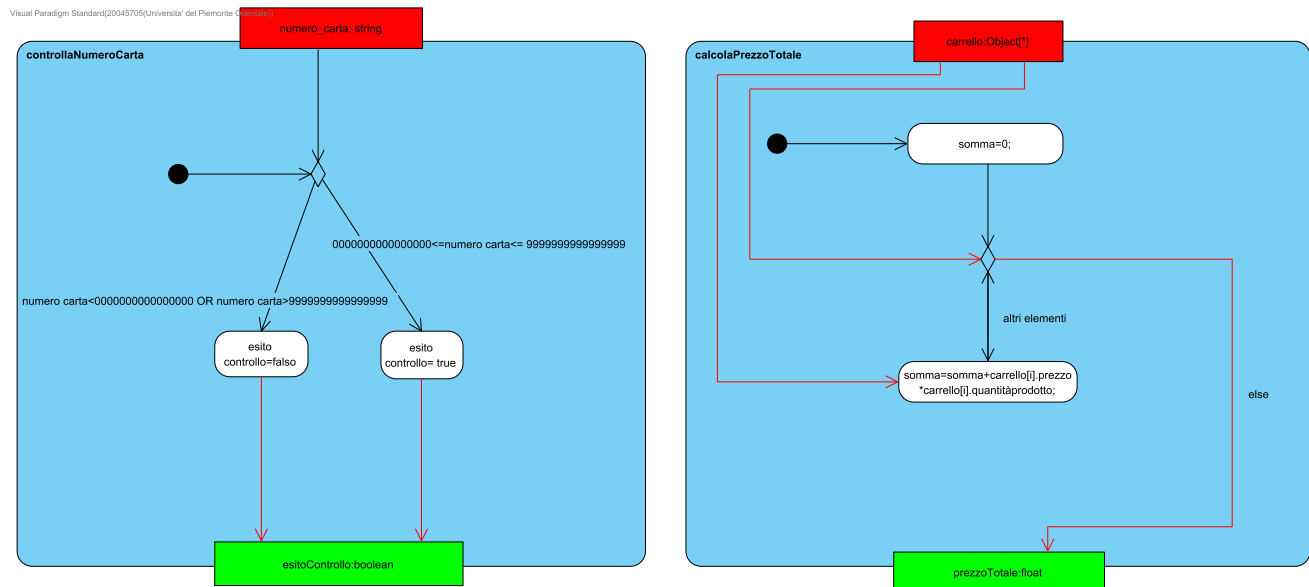 Visual Paradigm Standard(20045705(Universita' del Piemonte Orientale))
numero_carta: string
controllaNumeroCarta
0000000000000000<=numero carta<= 9999999999999999
numero carta<0000000000000000 OR numero carta>9999999999999999
esito
controllo=falso
esito
controllo= true
esitoControllo:boolean
carrello:Object[*]
calcolaPrezzoTotale
somma=0;
altri elementi
somma=somma+carrello[i].prezzo
*carrello[i].quantitàprodotto;
else
prezzoTotale:float